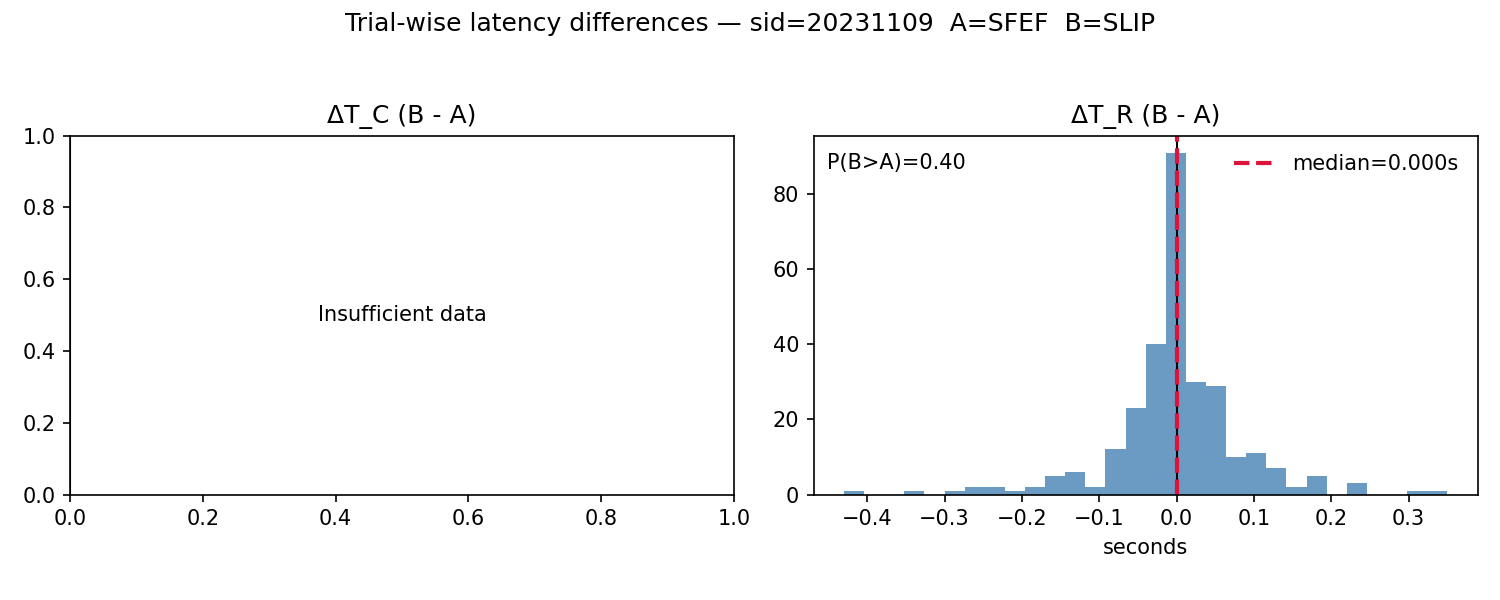 Trial-wise latency differences — sid=20231109  A=SFEF  B=SLIP
ΔT_C (B - A)
1.0
0.8
0.6
0.4
0.2
0.0
Insufficient data
0.0 0.2 0.4 0.6 0.8 1.0
ΔT_R (B - A)
P(B>A)=0.40
median=0.000s
80
60
40
20
0
−0.4 −0.3 −0.2 −0.1 0.0 0.1 0.2 0.3
seconds